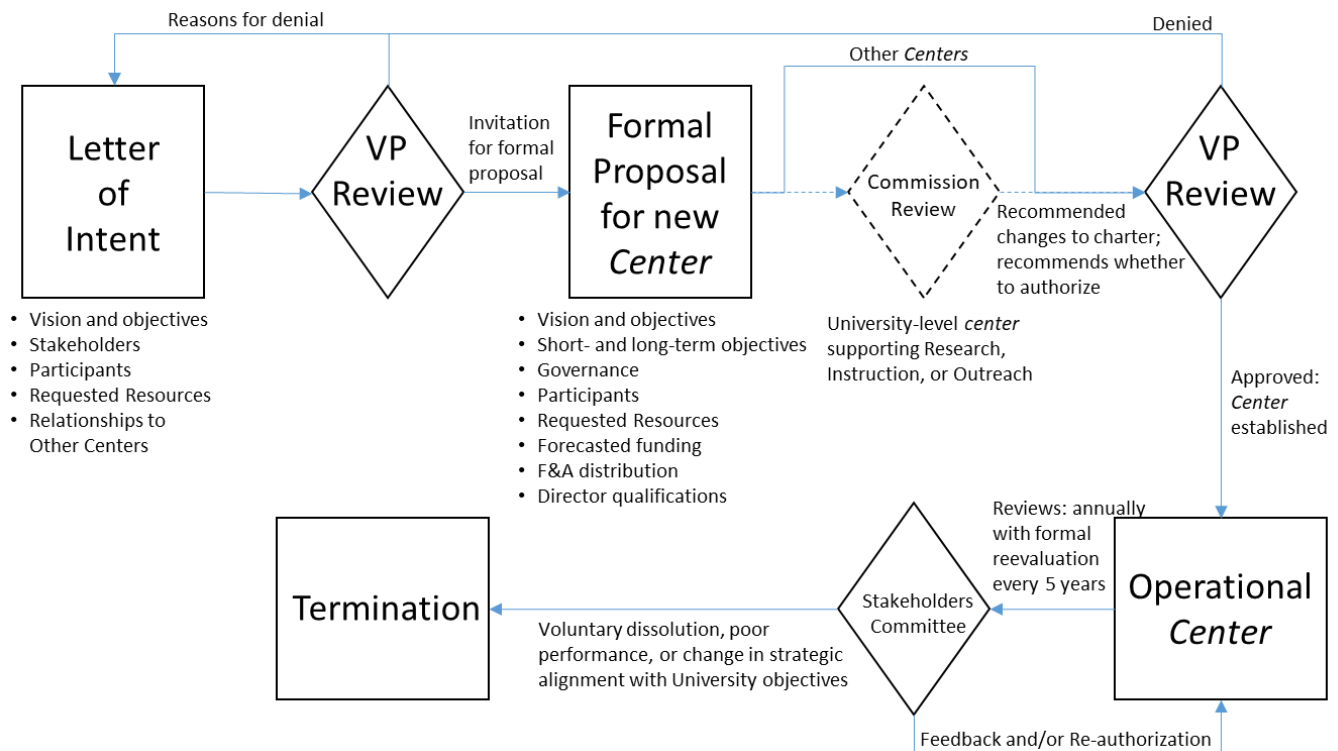 Reasons for denial
Denied
Other Centers
Letter
of
Intent
VP
Review
Invitation
for formal
proposal
Formal
Proposal
for new
Center
Commission
Review
Recommended
changes to charter;
recommends whether
to authorize
VP
Review
• Vision and objectives
• Stakeholders
• Participants
• Requested Resources
• Relationships to
Other Centers
• Vision and objectives
• Short- and long-term objectives
• Governance
• Participants
• Requested Resources
• Forecasted funding
• F&A distribution
• Director qualifications
University-level center
supporting Research,
Instruction, or Outreach
Approved:
Center
established
Termination
Voluntary dissolution, poor
performance, or change in strategic
alignment with University objectives
Stakeholders
Committee
Reviews: annually
with formal
reevaluation
every 5 years
Operational
Center
Feedback and/or Re-authorization